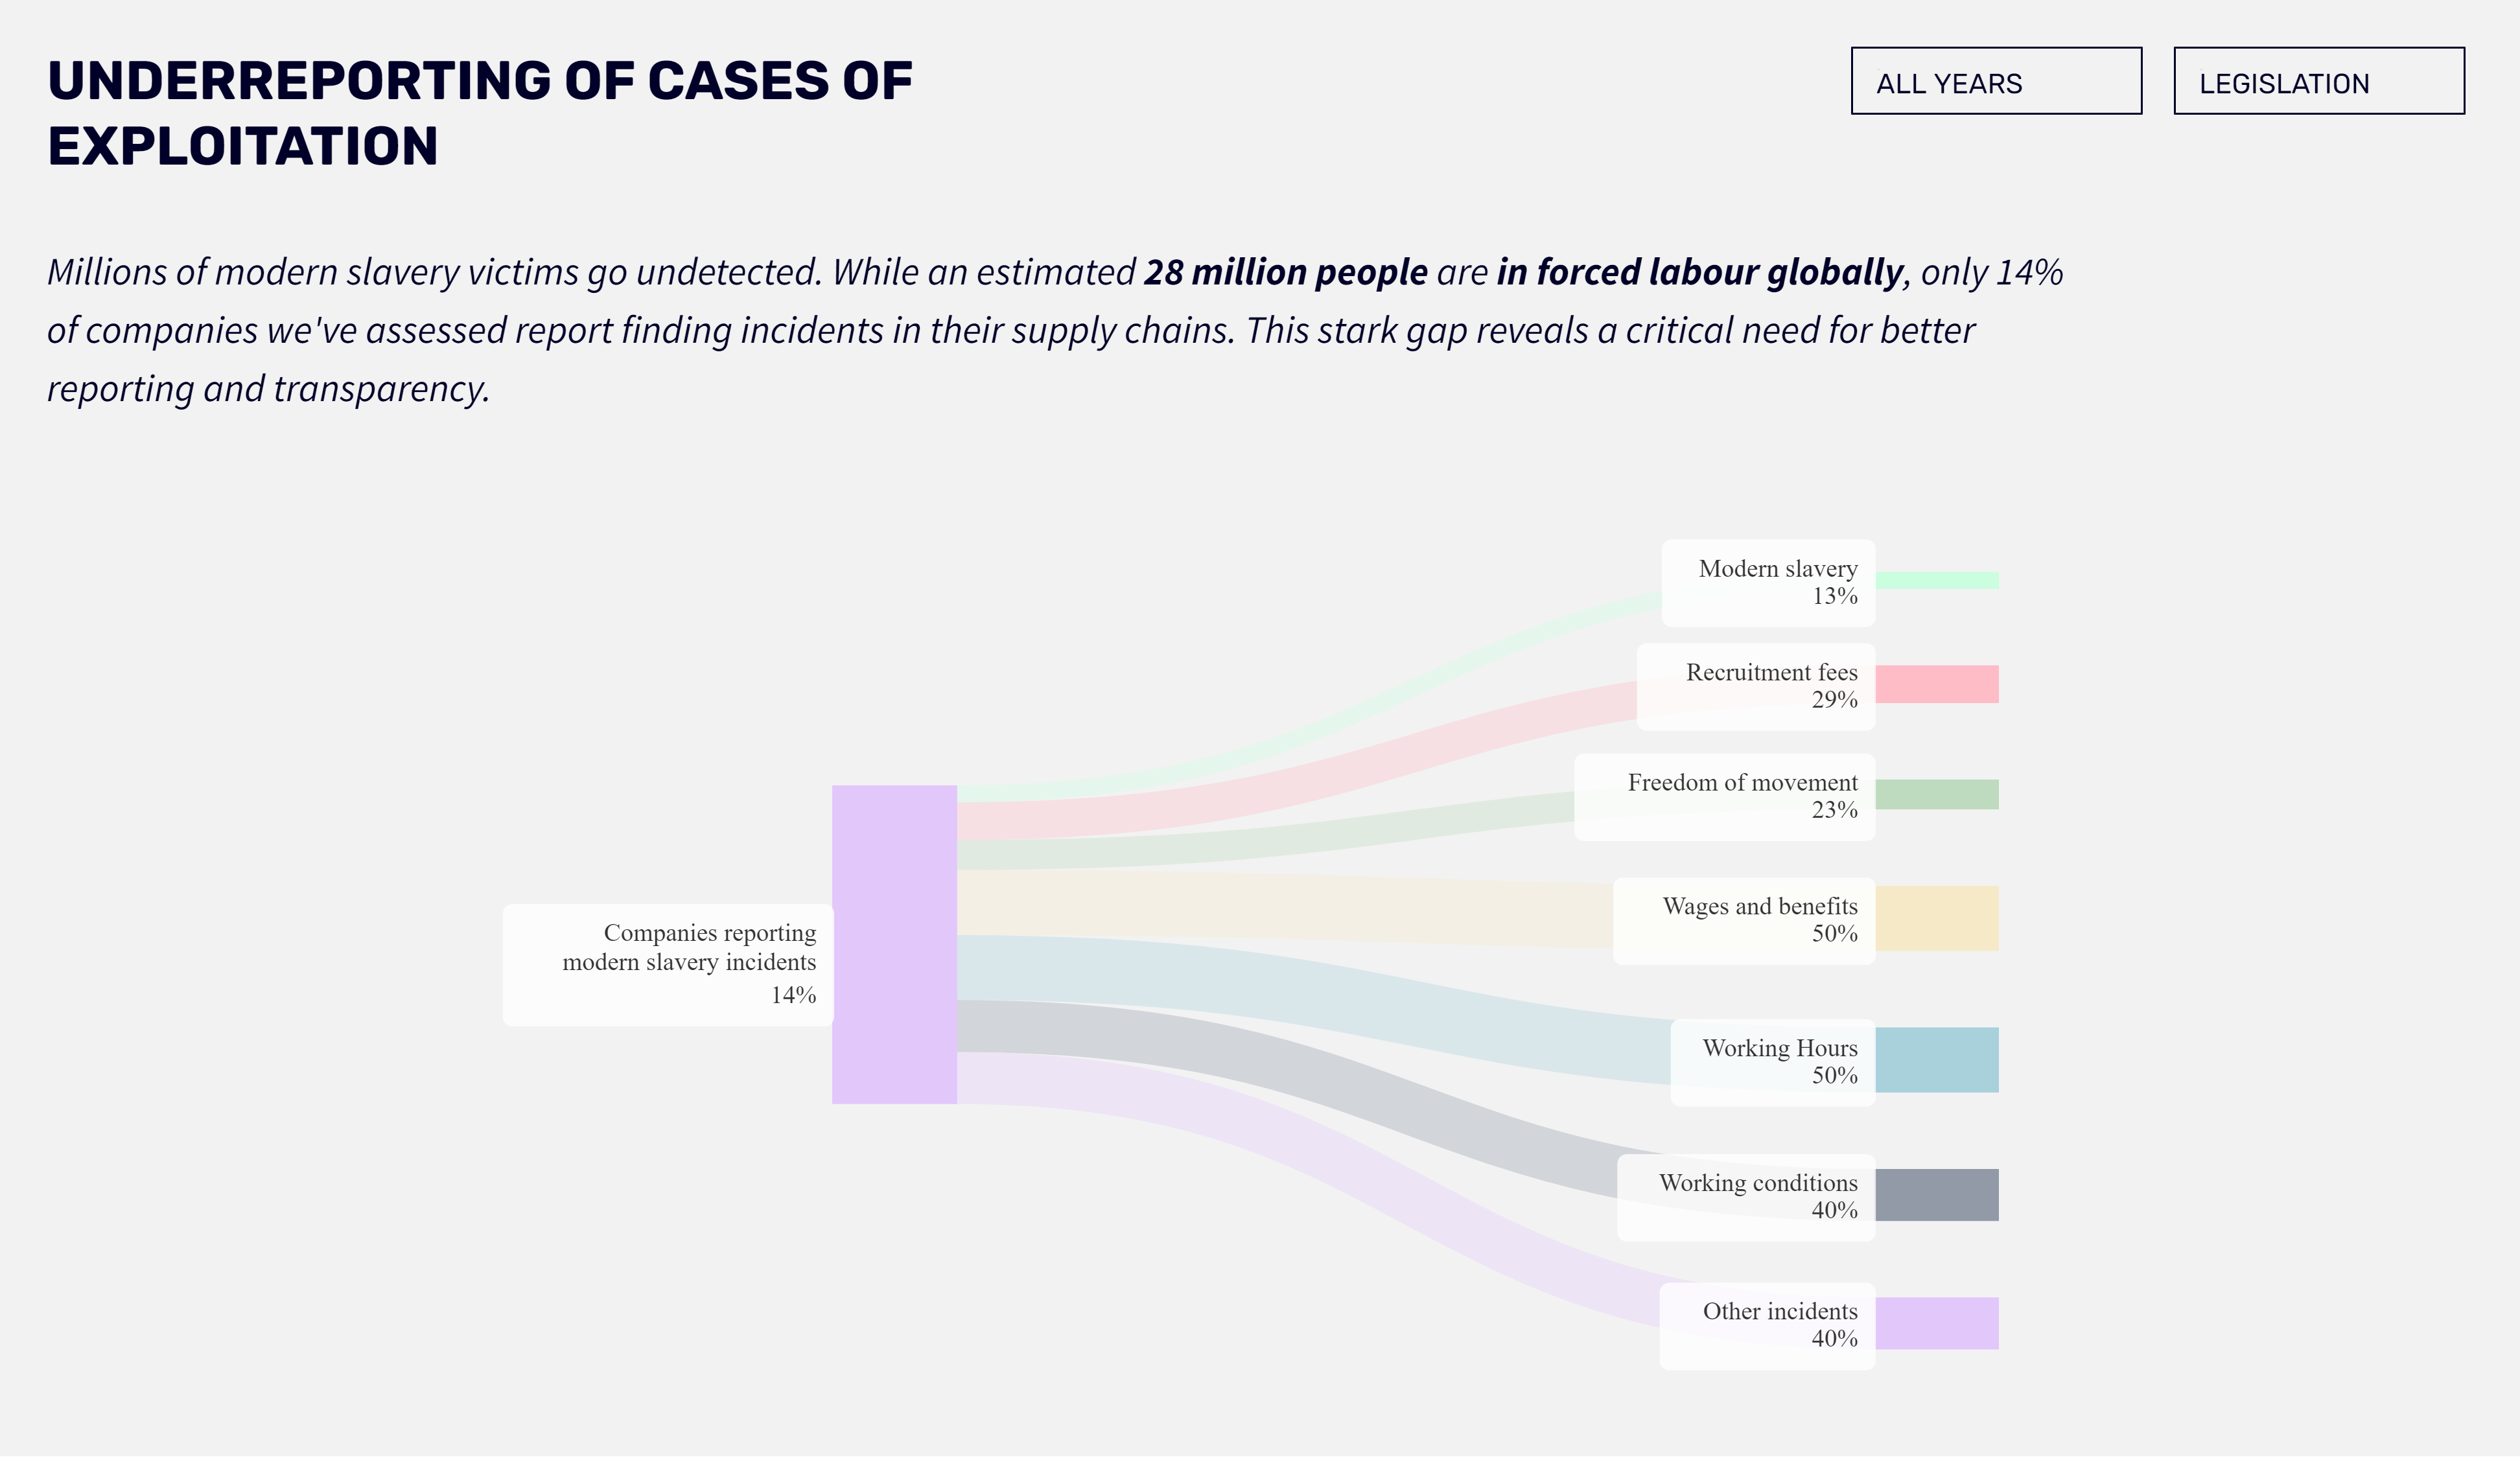 UNDERREPORTING OF CASES OF
EXPLOITATION
ALL YEARS
LEGISLATION
Millions of modern slavery victims go undetected. While an estimated 28 million people are in forced labour globally, only 14%
of companies we've assessed report finding incidents in their supply chains. This stark gap reveals a critical need for better
reporting and transparency.
Companies reporting
modern slavery incidents
14%
Modern slavery
13%
Recruitment fees
29%
Freedom of movement
23%
Wages and benefits
50%
Working Hours
50%
Working conditions
40%
Other incidents
40%